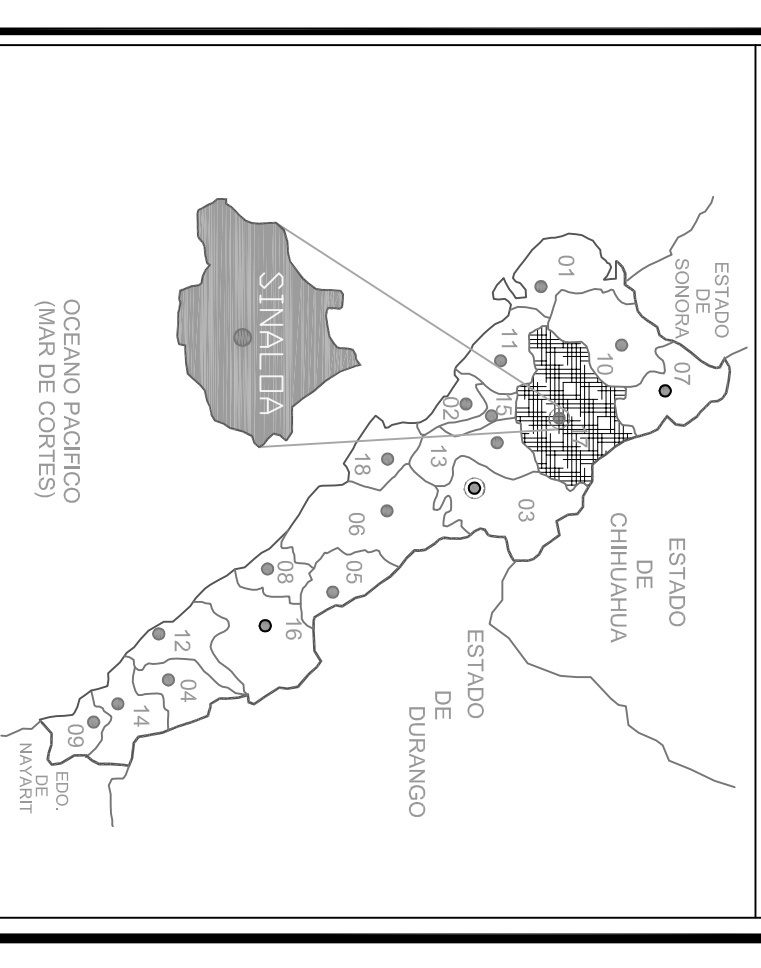 ESTADO
DE
SONORA
07
01
10
17
11
15
02
13
03
18
06
05
08
16
12
04
14
09
ESTADO
DE
CHIHUAHUA
ESTADO
DE
DURANGO
EDO.
DE
NAYARIT
SINALOA
OCEANO PACIFICO
(MAR DE CORTES)